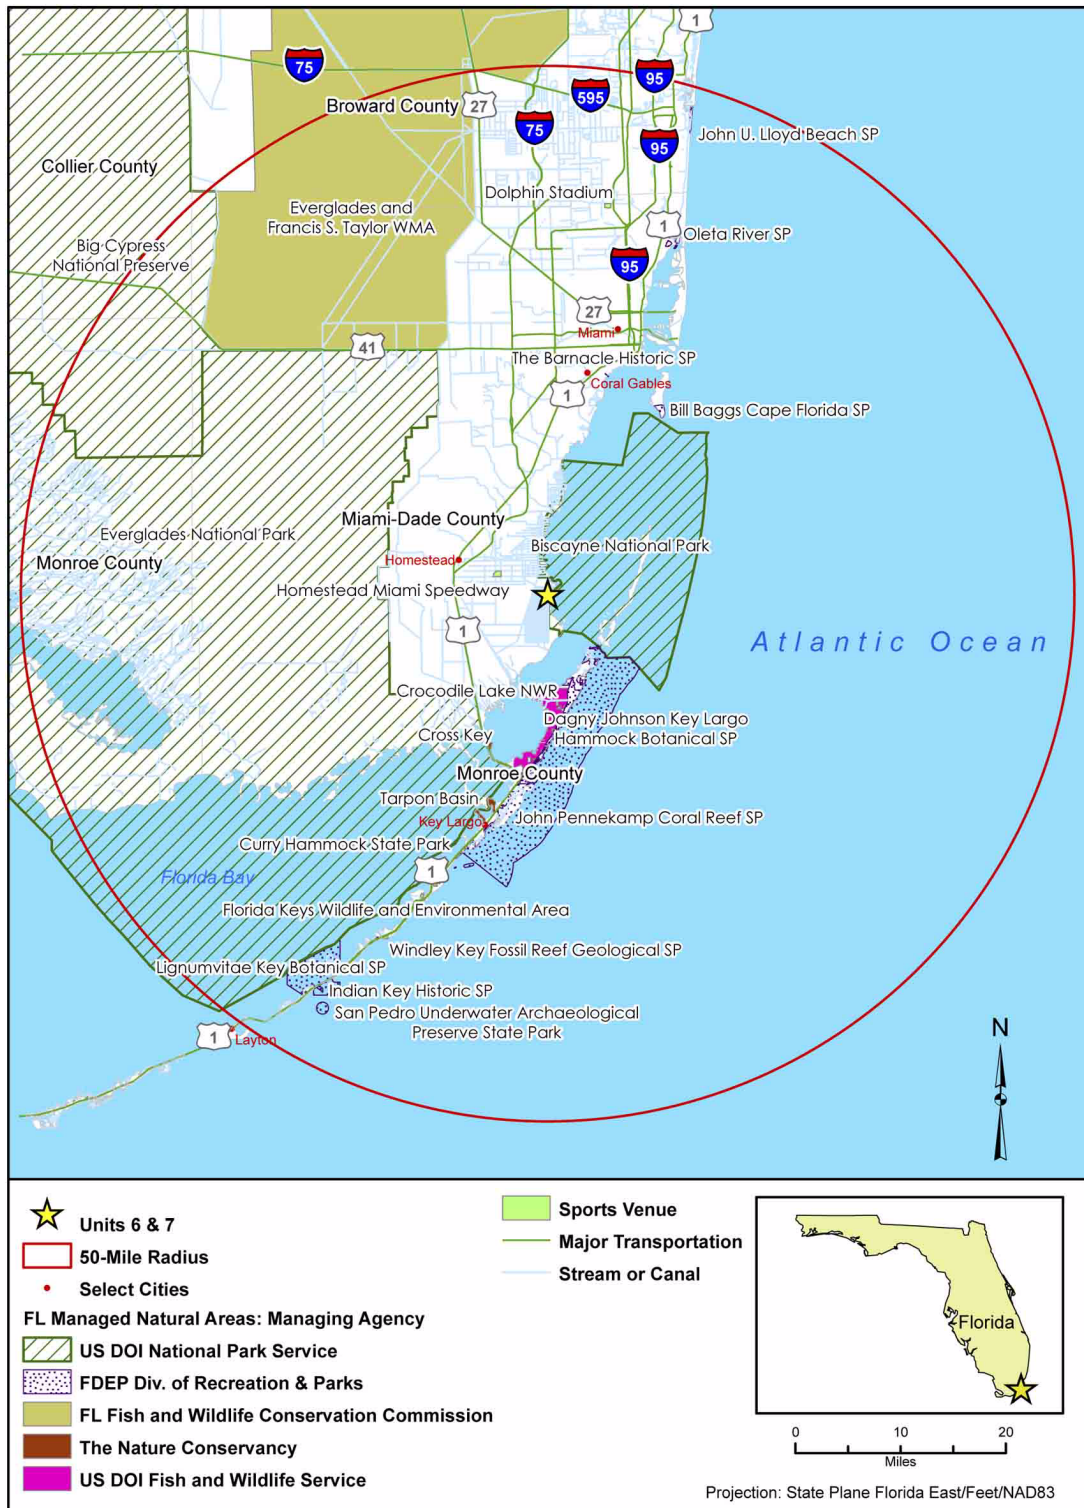 1
75
95
595
Broward County
27
75
John U. Lloyd Beach SP
95
Collier County
Dolphin Stadium
Everglades and
Francis S. Taylor WMA
1
Oleta River SP
Big Cypress
National Preserve
95
27
Miami
41
The Barnacle Historic SP
Coral Gables
1
Bill Baggs Cape Florida SP
Miami-Dade County
Everglades National Park
Biscayne National Park
Monroe County
Homestead
Homestead Miami Speedway
1
Atlantic Ocean
Crocodile Lake NWR
Dagny Johnson Key Largo
Hammock Botanical SP
Cross Key
Monroe County
Tarpon Basin
Key Largo
John Pennekamp Coral Reef SP
Curry Hammock State Park
1
Florida Bay
Florida Keys Wildlife and Environmental Area
Windley Key Fossil Reef Geological SP
Lignumvitae Key Botanical SP
Indian Key Historic SP
San Pedro Underwater Archaeological
Preserve State Park
1
Layton
N
Units 6 & 7
50-Mile Radius
Select Cities
FL Managed Natural Areas: Managing Agency
US DOI National Park Service
FDEP Div. of Recreation & Parks
FL Fish and Wildlife Conservation Commission
The Nature Conservancy
US DOI Fish and Wildlife Service
Sports Venue
Major Transportation
Stream or Canal
Florida
0 10 20
Miles
Projection: State Plane Florida East/Feet/NAD83